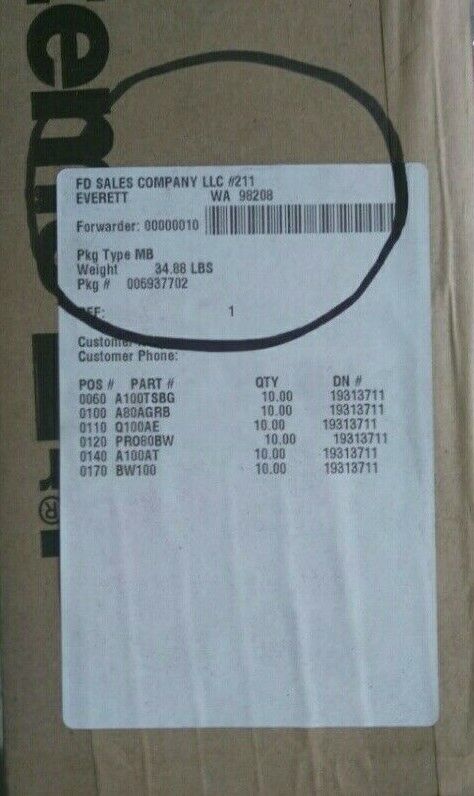 FD SALES COMPANY LLC #211
EVERETT WA 98208
Forwarder: 00000010
Pkg Type MB
Weight 34.88 LBS
Pkg # 006937702
1
Customer Phone:
POS # PART # QTY DN #
0060 A100TSBG 10.00 19313711
0100 A80AGRB 10.00 19313711
0110 Q100AE 10.00 19313711
0120 PRO80BW 10.00 19313711
0140 A100AT 10.00 19313711
0170 BW100 10.00 19313711